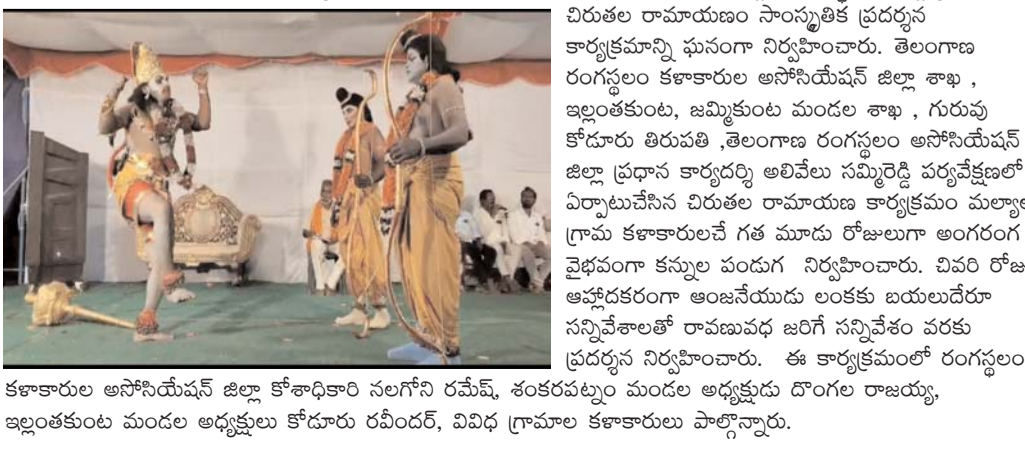 చిరుతల రామాయణం సాంస్కృతిక ప్రదర్శన
కార్యక్రమాన్ని ఘనంగా నిర్వహించారు. తెలంగాణ
రంగస్థలం కళాకారుల అసోసియేషన్ జిల్లా శాఖ ,
ఇల్లంతకుంట, జమ్మికుంట మండల శాఖ , గురువు
కోడూరు తిరుపతి ,తెలంగాణ రంగస్థలం అసోసియేషన్
జిల్లా ప్రధాన కార్యదర్శి అలివేలు సమ్మిరెడ్డి పర్యవేక్షణలో
ఏర్పాటుచేసిన చిరుతల రామాయణ కార్యక్రమం
గ్రామ కళాకారులచే గత మూడు రోజులుగా అంగరంగ
వైభవంగా కన్నుల పండుగ నిర్వహించారు. చివరి
ఆహ్లాదకరంగా ఆంజనేయుడు లంకకు బయలుదేరూ
సన్నివేశాలతో రావణువధ జరిగే సన్నివేశం వరకు
ప్రదర్శన నిర్వహించారు. ఈ కార్యక్రమంలో రంగస్థలం
కళాకారుల అసోసియేషన్ జిల్లా కోశాధికారి నలగోని రమేష్, శంకరపట్నం మండల అధ్యక్షుడు దొంగల రాజయ్య,
ఇల్లంతకుంట మండల అధ్యక్షులు కోడూరు రవీందర్, వివిధ గ్రామాల కళాకారులు పాల్గొన్నారు.